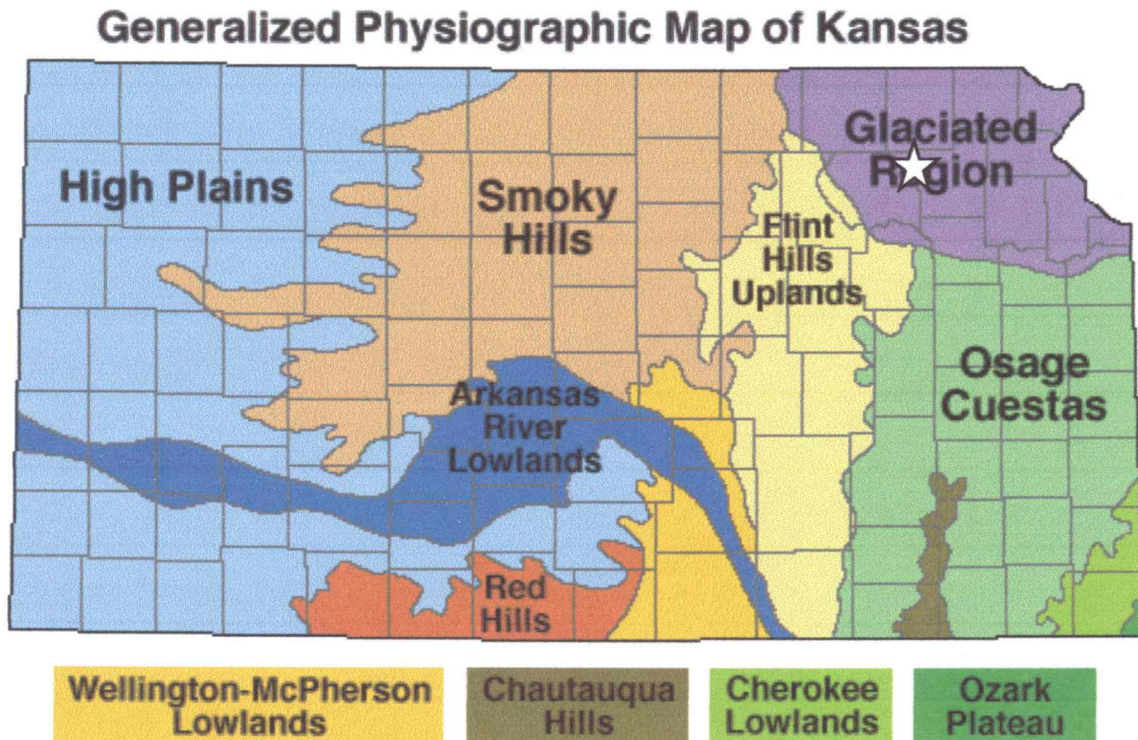 Generalized Physiographic Map of Kansas
High Plains
Smoky
Hills
Glaciated
Region
Flint
Hills
Uplands
Osage
Cuestas
Arkansas
River
Lowlands
Red
Hills
Wellington-McPherson
Lowlands
Chautauqua
Hills
Cherokee
Lowlands
Ozark
Plateau